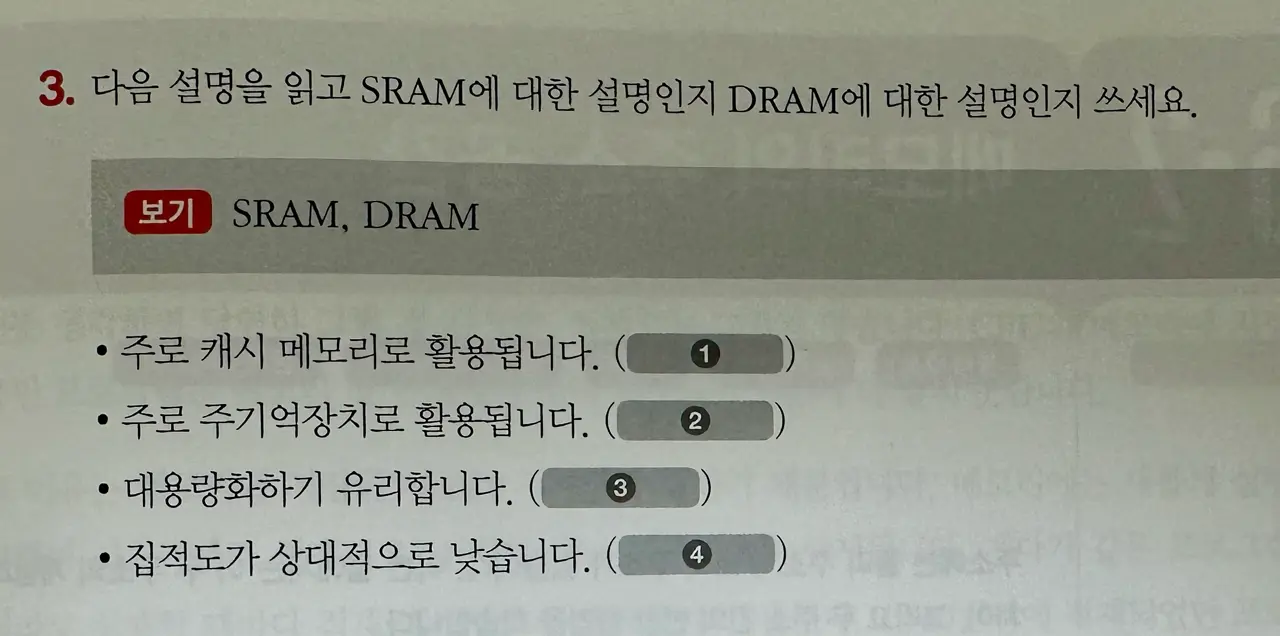 3. 다음 설명을 읽고 SRAM에 대한 설명인지 DRAM에 대한 설명인지 쓰세요.
보기 SRAM, DRAM
• 주로 캐시 메모리로 활용됩니다. ( 1 )
• 주로 주기억장치로 활용됩니다. ( 2 )
• 대용량화하기 유리합니다. ( 3 )
• 집적도가 상대적으로 낮습니다. ( 4 )